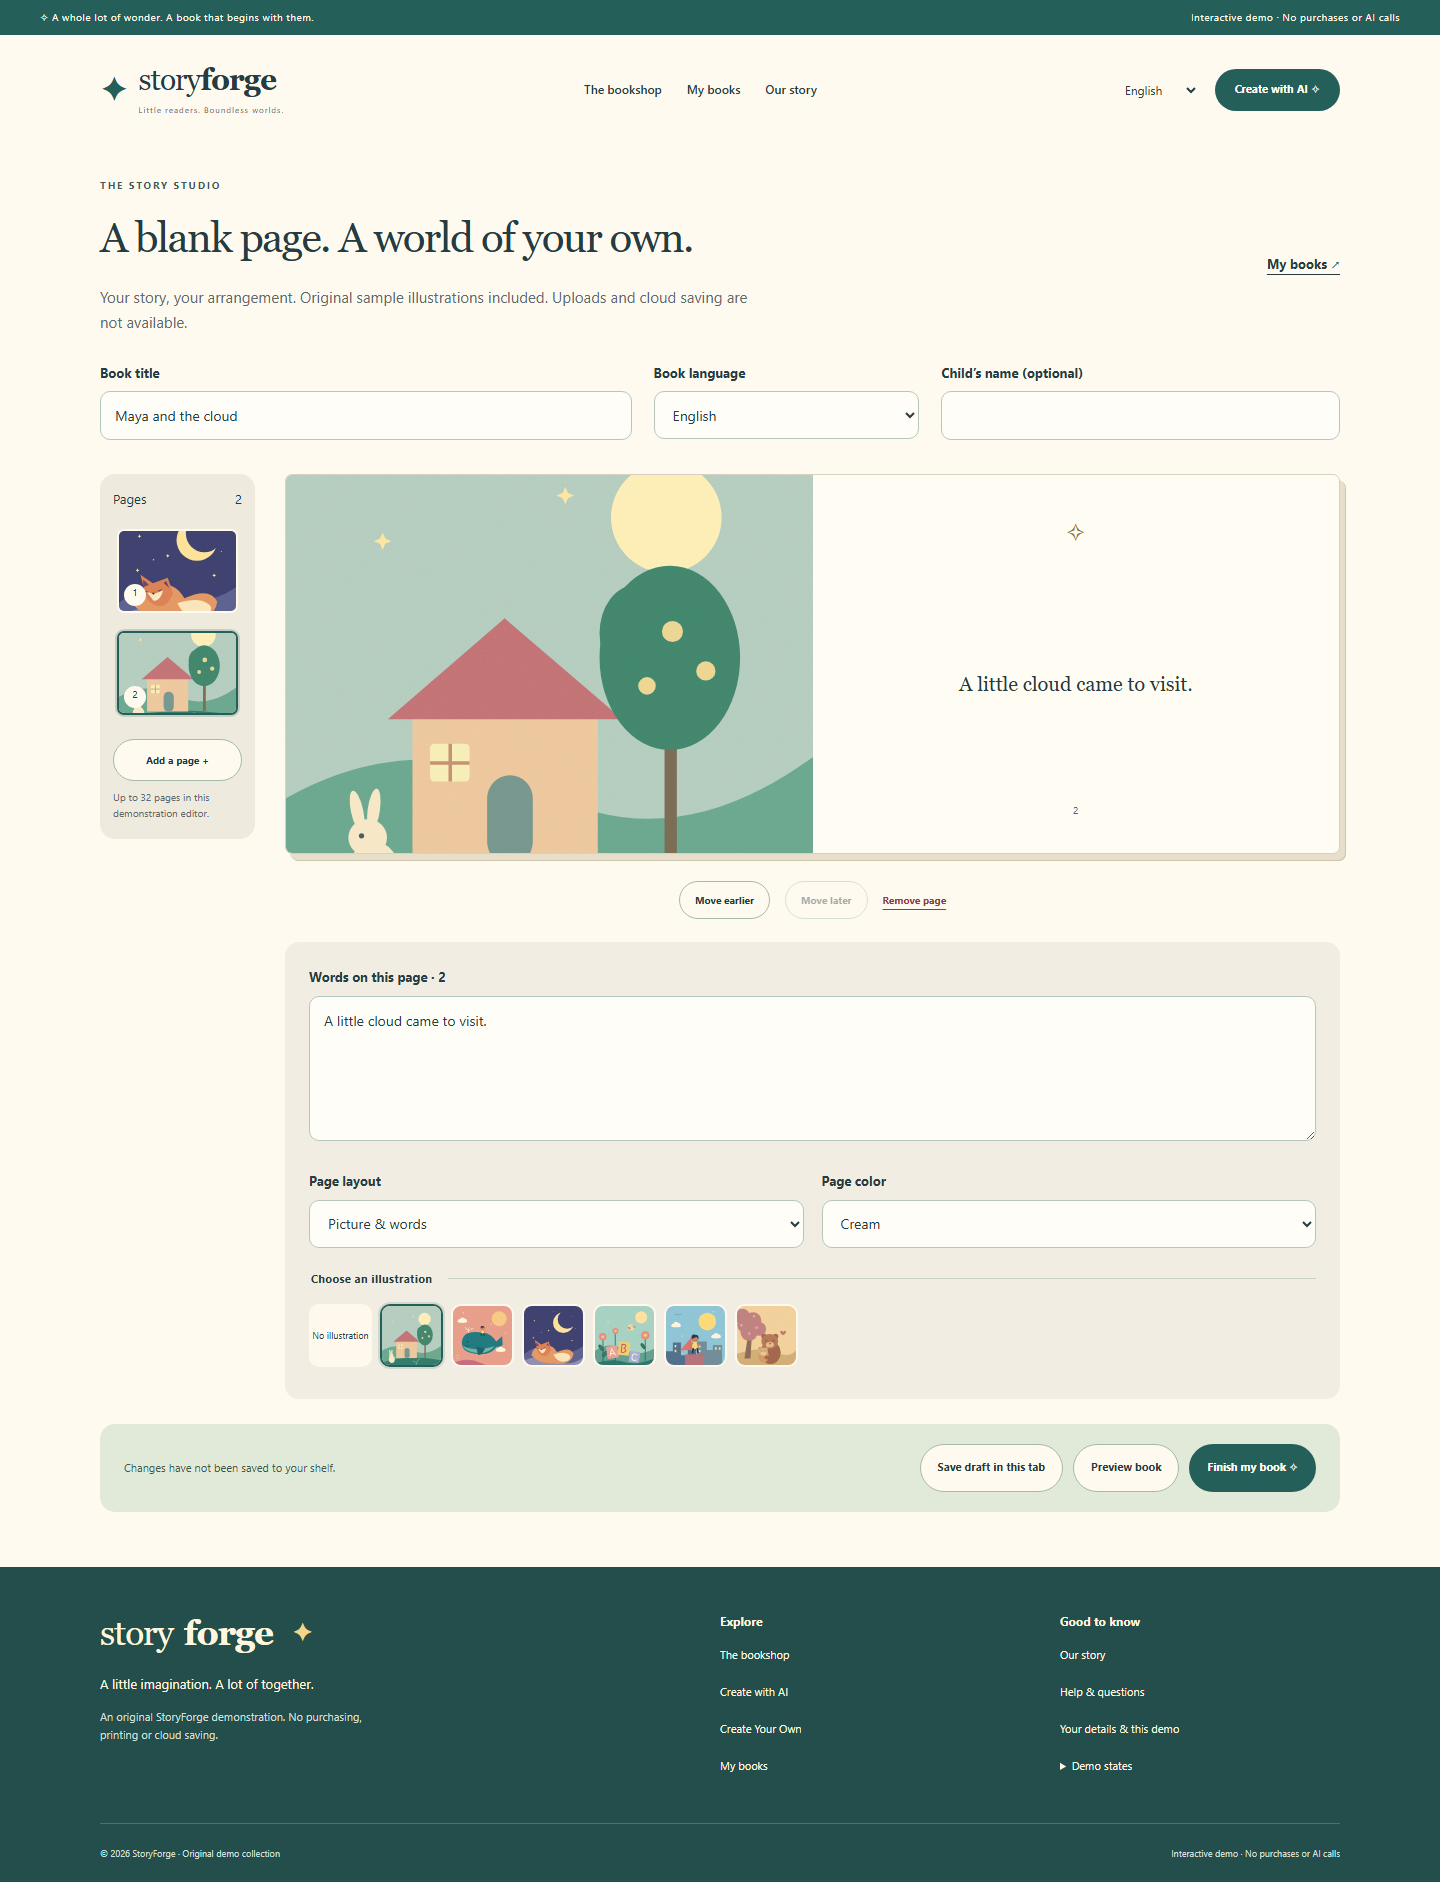 ✧ A whole lot of wonder. A book that begins with them.
Interactive demo · No purchases or AI calls
storyforge
Little readers. Boundless worlds.
The bookshop
My books
Our story
English
Create with AI ✧
THE STORY STUDIO
A blank page. A world of your own.
My books ↗
Your story, your arrangement. Original sample illustrations included. Uploads and cloud saving are
not available.
Book title
Book language
Child's name (optional)
Maya and the cloud
English
Pages 2
1
2
Add a page +
Up to 32 pages in this
demonstration editor.
✧
A little cloud came to visit.
2
Move earlier
Move later
Remove page
Words on this page · 2
A little cloud came to visit.
Page layout
Page color
Picture & words
Cream
Choose an illustration
No illustration
A B C
Changes have not been saved to your shelf.
Save draft in this tab
Preview book
Finish my book ✧
story forge ✦
A little imagination. A lot of together.
An original StoryForge demonstration. No purchasing,
printing or cloud saving.
Explore
The bookshop
Create with AI
Create Your Own
My books
Good to know
Our story
Help & questions
Your details & this demo
▶ Demo states
© 2026 StoryForge · Original demo collection
Interactive demo · No purchases or AI calls